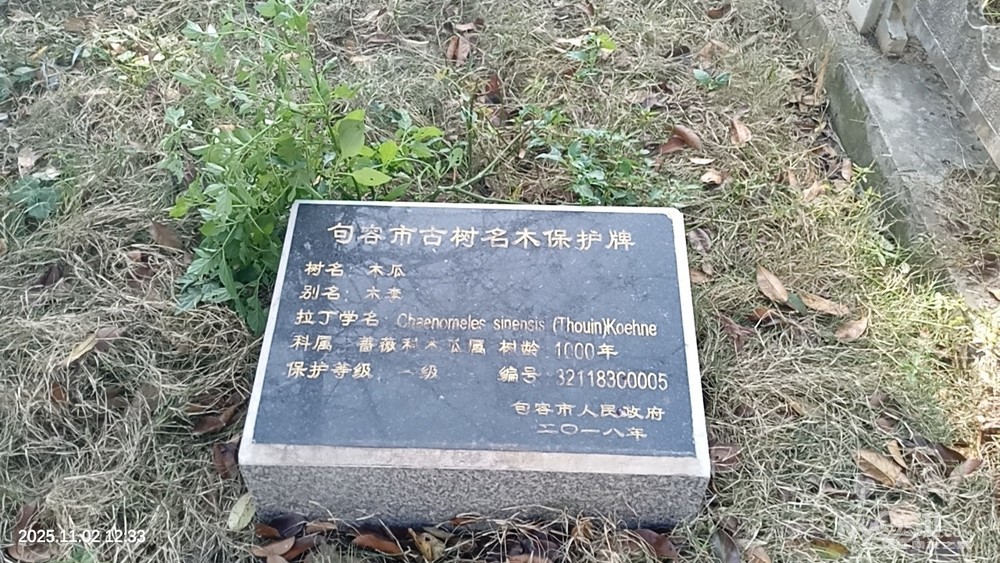 句容市古树名木保护牌
树名：木瓜
别名：木李
拉丁学名：Chaenomeles sinensis (Thouin)Koehne
科属：蔷薇科木瓜属 树龄：1000年
保护等级：一级 编号：32118300005
句容市人民政府
二〇一八年
2025.11.02 12:33